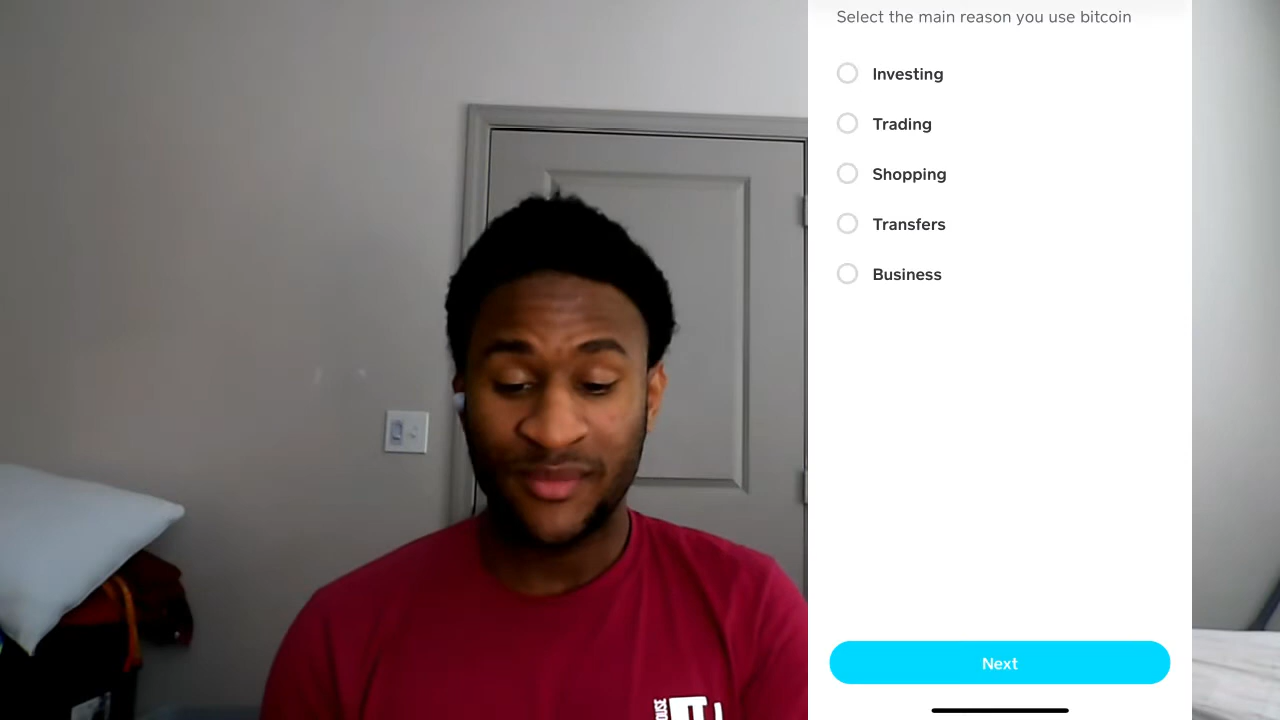 Select the main reason you use bitcoin
Investing
Trading
Shopping
Transfers
Business
Next